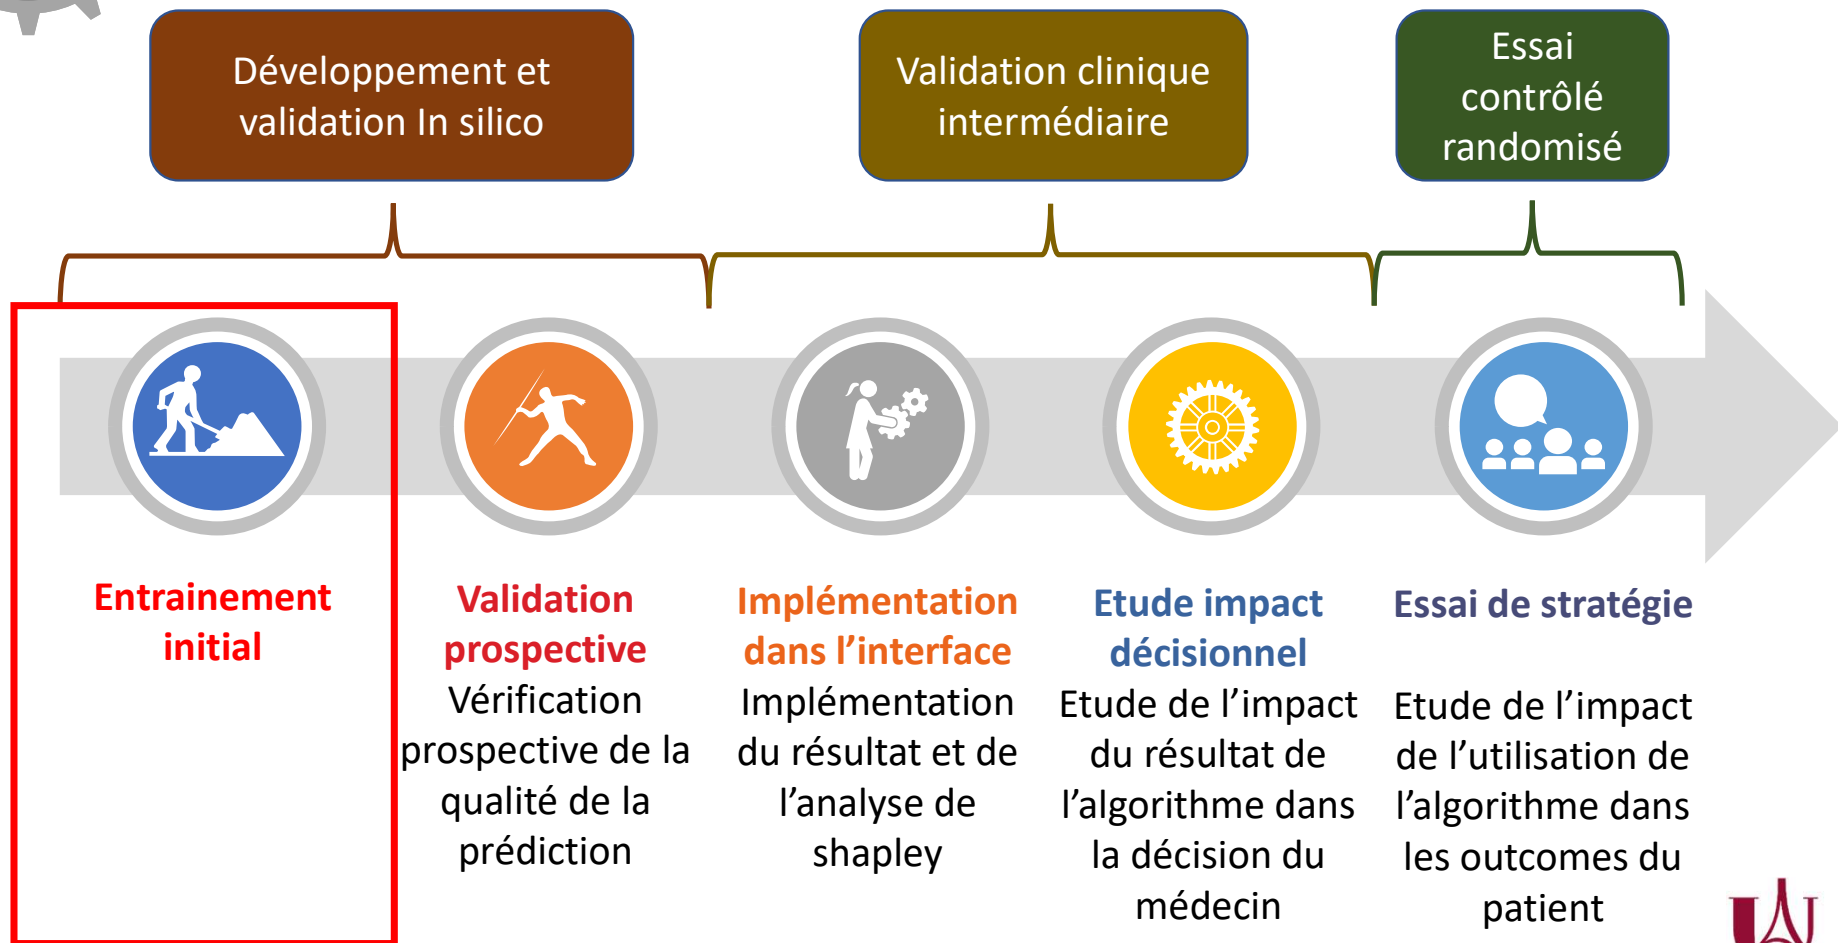 Développement et
validation In silico
Validation clinique
intermédiaire
Essai
contrôlé
randomisé
Entrainement
initial
Validation
prospective
Vérification
prospective de la
qualité de la
prédiction
Implémentation
dans l’interface
Implémentation
du résultat et de
l’analyse de
shapley
Etude impact
décisionnel
Etude de l’impact
du résultat de
l’algorithme dans
la décision du
médecin
Essai de stratégie
Etude de l’impact
de l’utilisation de
l’algorithme dans
les outcomes du
patient